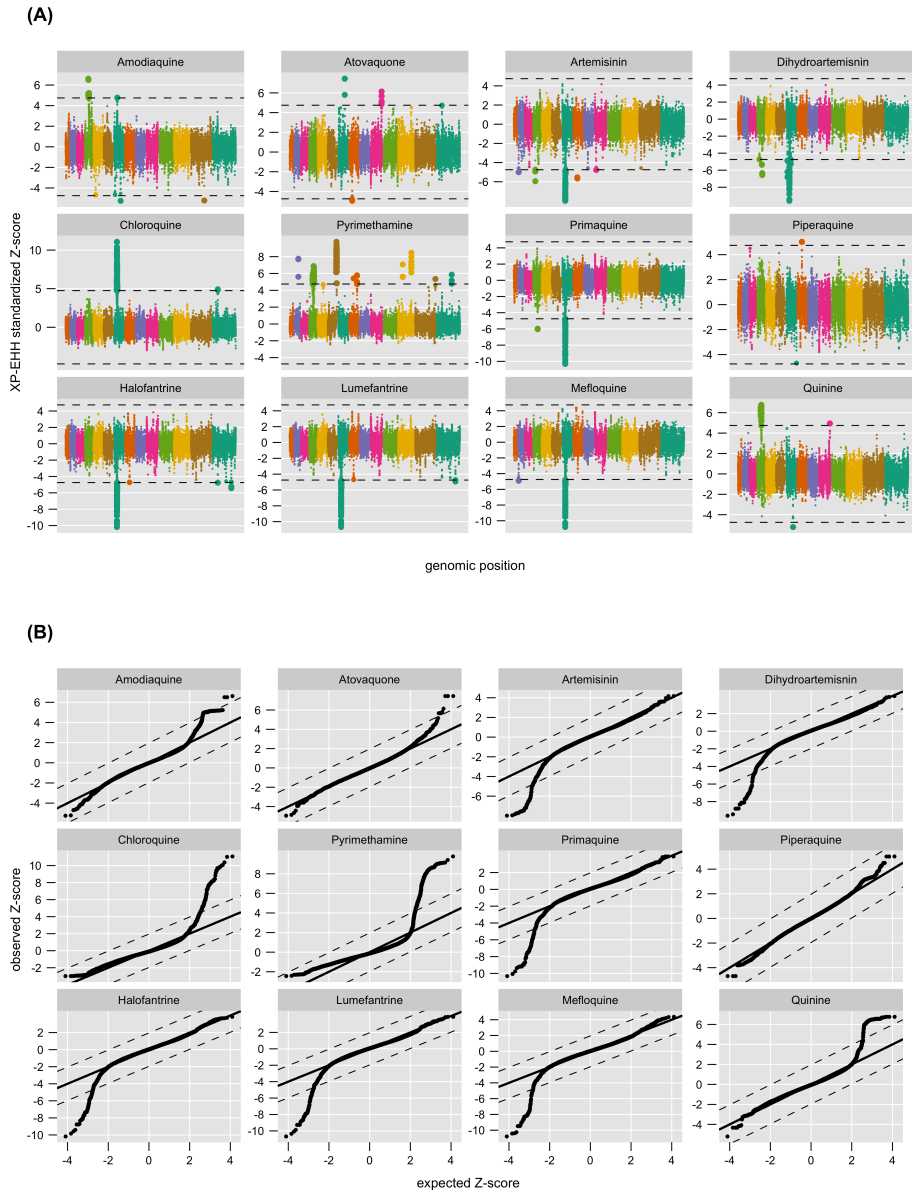 (A)
Amodiaquine Atovaquone Artemisinin Dihydroartemisnin
6 4 2 0 -2 -4
6 4 2 0 -2 -4
4 2 0 -2 -4 -6
4 2 0 -2 -4 -6 -8
Chloroquine Pyrimethamine Primaquine Piperaquine
10 5 0
8 6 4 2 0 -2 -4
4 2 0 -2 -4 -6 -8 -10
4 2 0 -2 -4
Halofantrine Lumefantrine Mefloquine Quinine
4 2 0 -2 -4 -6 -8 -10
4 2 0 -2 -4 -6 -8 -10
4 2 0 -2 -4 -6 -8 -10
6 4 2 0 -2 -4
XP-EHH standardized Z-score
genomic position
(B)
Amodiaquine Atovaquone Artemisinin Dihydroartemisnin
6 4 2 0 -2 -4
6 4 2 0 -2 -4
4 2 0 -2 -4 -6
4 2 0 -2 -4 -6 -8
Chloroquine Pyrimethamine Primaquine Piperaquine
10 8 6 4 2 0 -2
8 6 4 2 0 -2
4 2 0 -2 -4 -6 -8 -10
4 2 0 -2 -4
Halofantrine Lumefantrine Mefloquine Quinine
2 0 -2 -4 -6 -8 -10
2 0 -2 -4 -6 -8 -10
4 2 0 -2 -4 -6 -8 -10
6 4 2 0 -2 -4
-4 -2 0 2 4 -4 -2 0 2 4 -4 -2 0 2 4 -4 -2 0 2 4
observed Z-score
expected Z-score